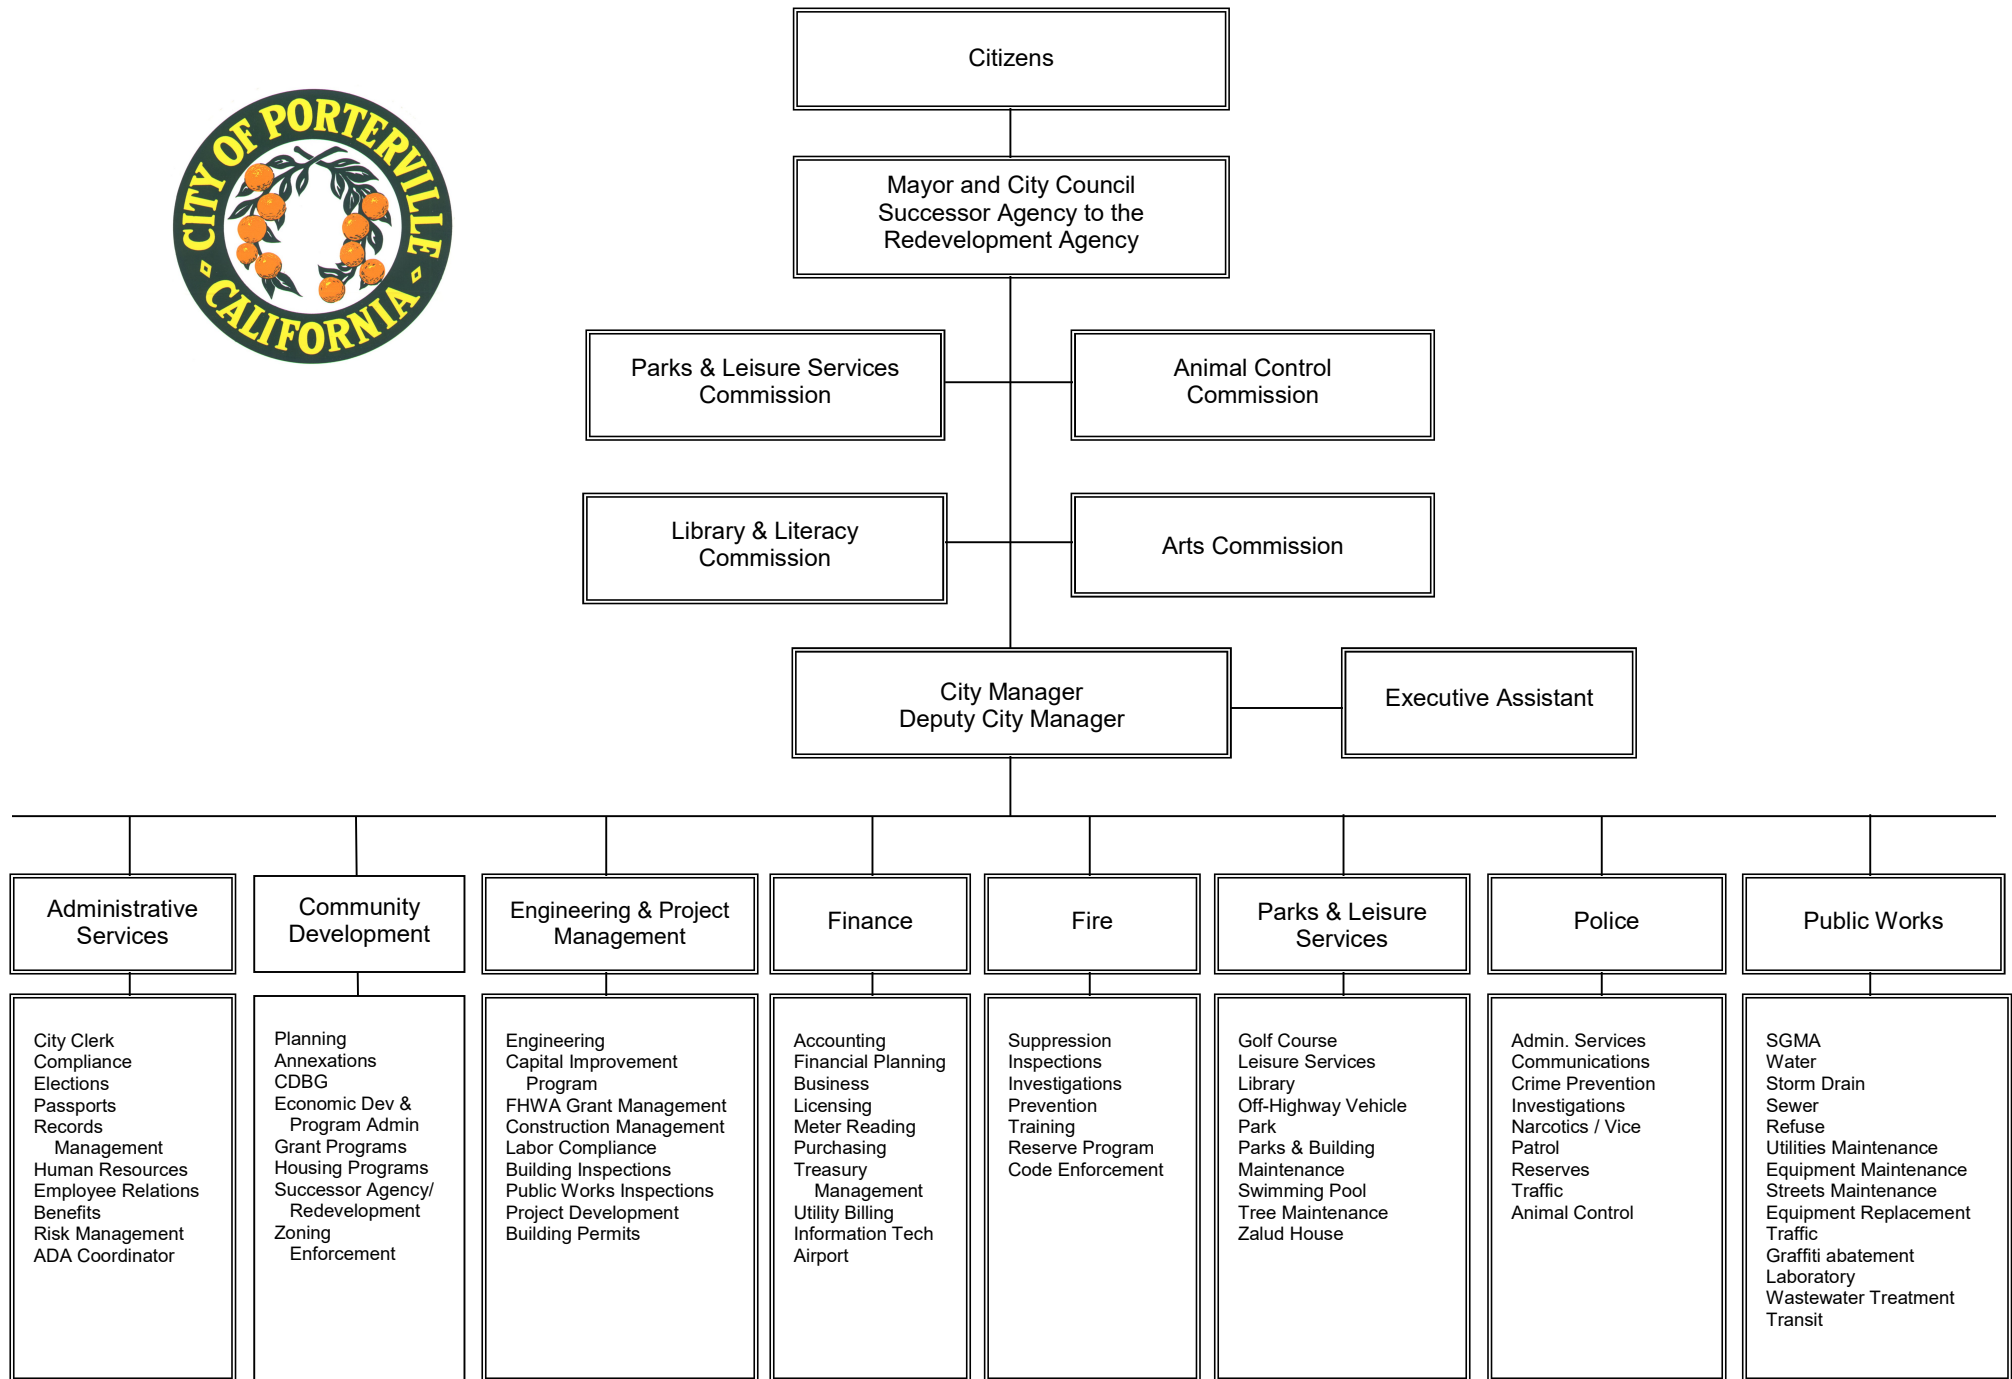 CITY OF PORTERVILLE
CALIFORNIA
Citizens
Mayor and City Council
Successor Agency to the
Redevelopment Agency
Parks & Leisure Services
Commission
Animal Control
Commission
Library & Literacy
Commission
Arts Commission
City Manager
Deputy City Manager
Executive Assistant
Administrative
Services
Community
Development
Engineering & Project
Management
Finance
Fire
Parks & Leisure
Services
Police
Public Works
City Clerk
Compliance
Elections
Passports
Records
Management
Human Resources
Employee Relations
Benefits
Risk Management
ADA Coordinator
Planning
Annexations
CDBG
Economic Dev &
Program Admin
Grant Programs
Housing Programs
Successor Agency/
Redevelopment
Zoning
Enforcement
Engineering
Capital Improvement
Program
FHWA Grant Management
Construction Management
Labor Compliance
Building Inspections
Public Works Inspections
Project Development
Building Permits
Accounting
Financial Planning
Business
Licensing
Meter Reading
Purchasing
Treasury
Management
Utility Billing
Information Tech
Airport
Suppression
Inspections
Investigations
Prevention
Training
Reserve Program
Code Enforcement
Golf Course
Leisure Services
Library
Off-Highway Vehicle
Park
Parks & Building
Maintenance
Swimming Pool
Tree Maintenance
Zalud House
Admin. Services
Communications
Crime Prevention
Investigations
Narcotics / Vice
Patrol
Reserves
Traffic
Animal Control
SGMA
Water
Storm Drain
Sewer
Refuse
Utilities Maintenance
Equipment Maintenance
Streets Maintenance
Equipment Replacement
Traffic
Graffiti abatement
Laboratory
Wastewater Treatment
Transit